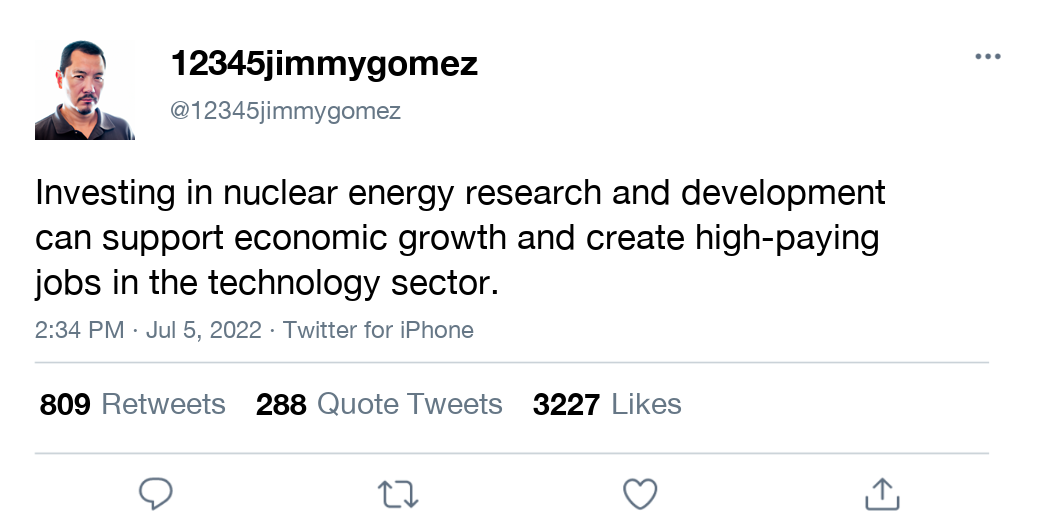 12345jimmygomez
@12345jimmygomez
Investing in nuclear energy research and development
can support economic growth and create high-paying
jobs in the technology sector.
2:34 PM · Jul 5, 2022 · Twitter for iPhone
809 Retweets 288 Quote Tweets 3227 Likes